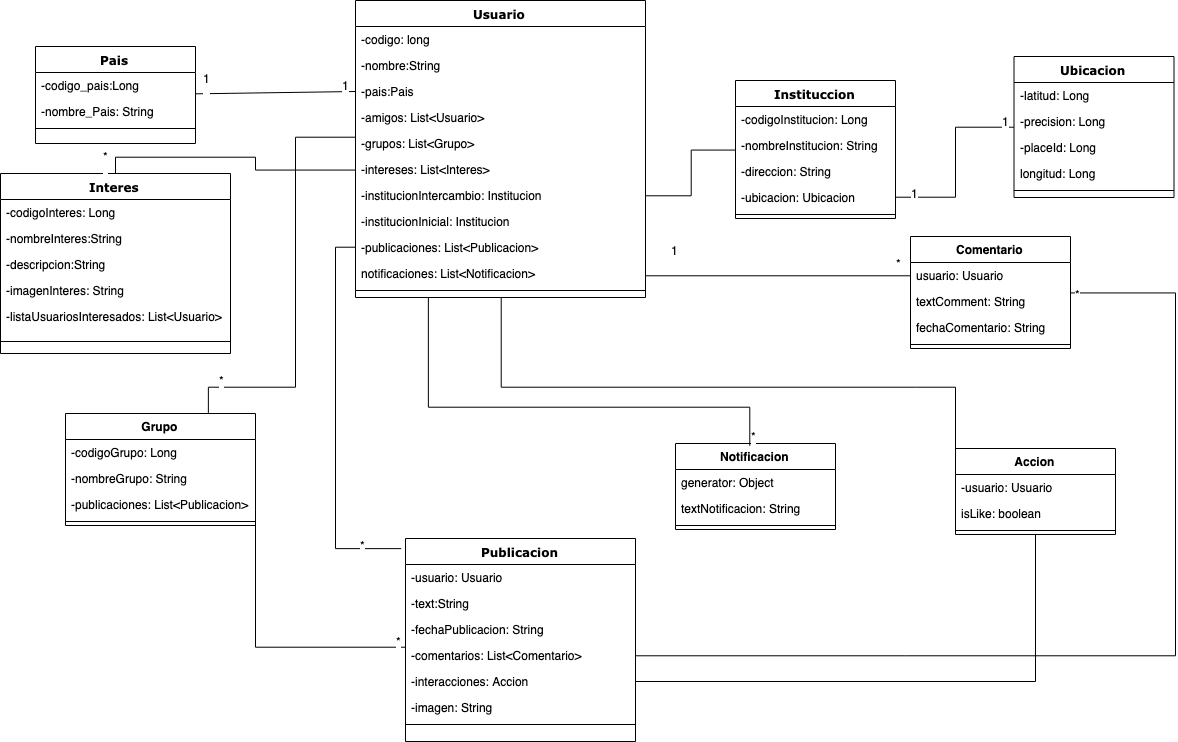 Usuario
-codigo: long
-nombre:String
-pais:Pais
-amigos: List<Usuario>
-grupos: List<Grupo>
-intereses: List<Interes>
-institucionIntercambio: Institucion
-institucionInicial: Institucion
-publicaciones: List<Publicacion>
notificaciones: List<Notificacion>
Pais
-codigo_pais:Long
-nombre_Pais: String
1
1
*
Interes
-codigoInteres: Long
-nombreInteres:String
-descripcion:String
-imagenInteres: String
-listaUsuariosInteresados: List<Usuario>
Instituccion
-codigoInstitucion: Long
-nombreInstitucion: String
-direccion: String
-ubicacion: Ubicacion
1
1
Ubicacion
-latitud: Long
-precision: Long
-placeId: Long
longitud: Long
1
*
Comentario
usuario: Usuario
textComment: String
fechaComentario: String
*
*
Grupo
-codigoGrupo: Long
-nombreGrupo: String
-publicaciones: List<Publicacion>
*
Notificacion
generator: Object
textNotificacion: String
Accion
-usuario: Usuario
isLike: boolean
*
*
Publicacion
-usuario: Usuario
-text:String
-fechaPublicacion: String
-comentarios: List<Comentario>
-interacciones: Accion
-imagen: String